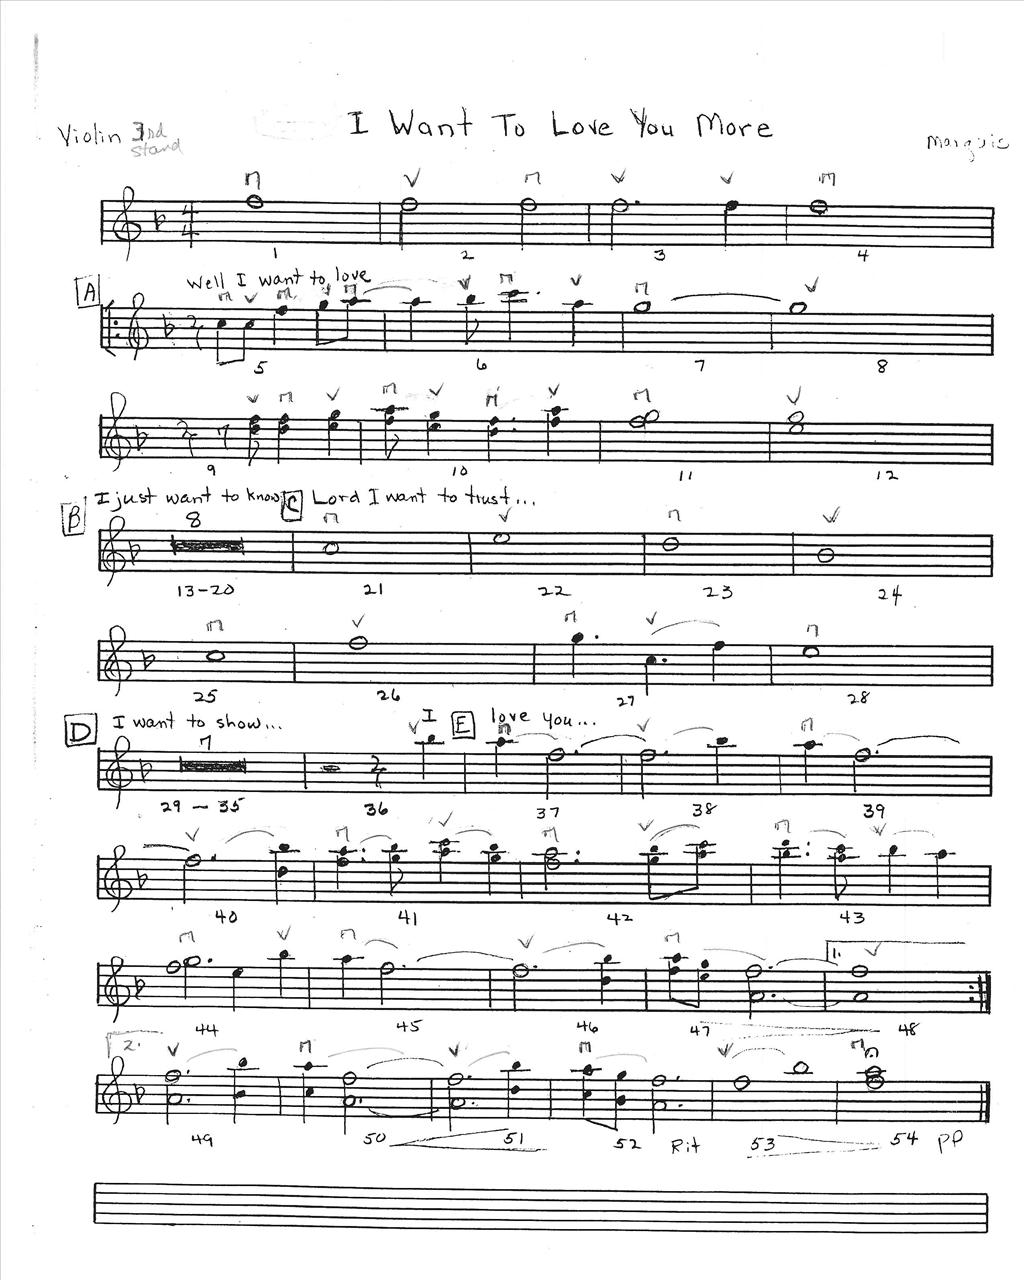 I Want To Love You More
Violin 3rd
stand
Marquis
4
4
1 2 3 4
A
Well I want to love
5 6 7 8
9 10 11 12
B I just want to know C Lord I want to trust...
8
13-20 21 22 23 24
25 26 27 28
D I want to show... I E love you...
7
29 - 35 36 37 38 39
40 41 42 43
1.
44 45 46 47 48
2.
49 50 51 52 Rit 53 54 pp